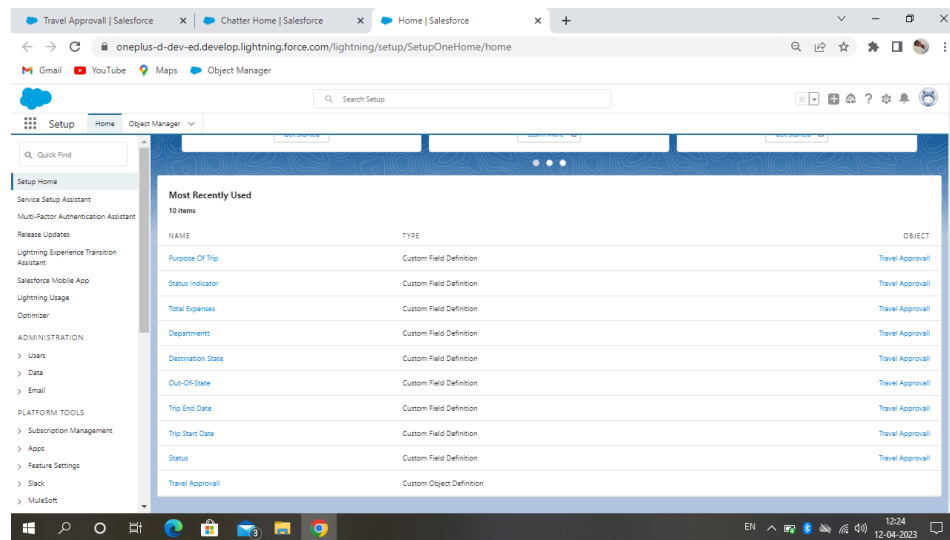 Travel Approvall | Salesforce
Chatter Home | Salesforce
Home | Salesforce
oneplus-d-dev-ed.develop.lightning.force.com/lightning/setup/SetupOneHome/home
Gmail
YouTube
Maps
Object Manager
Search Setup
Setup
Home
Object Manager
Quick Find
Setup Home
Service Setup Assistant
Multi-Factor Authentication Assistant
Release Updates
Lightning Experience Transition
Assistant
Salesforce Mobile App
Lightning Usage
Optimizer
ADMINISTRATION
Users
Data
Email
PLATFORM TOOLS
Subscription Management
Apps
Feature Settings
Slack
MuleSoft
Most Recently Used
10 items
NAME TYPE OBJECT
Purpose Of Trip Custom Field Definition Travel Approvall
Status Indicator Custom Field Definition Travel Approvall
Total Expenses Custom Field Definition Travel Approvall
Departmentt Custom Field Definition Travel Approvall
Destination State Custom Field Definition Travel Approvall
Out-Of-State Custom Field Definition Travel Approvall
Trip End Date Custom Field Definition Travel Approvall
Trip Start Date Custom Field Definition Travel Approvall
Status Custom Field Definition Travel Approvall
Travel Approvall Custom Object Definition
3
EN
12:24
12-04-2023